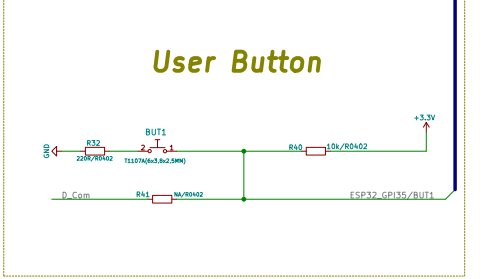 User Button
+3.3V
BUT1
GND
R32
2
1
R40
10k/R0402
220R/R0402
T1107A(6x3,8x2,5MM)
D_Com
R41
NA/R0402
ESP32_GPI35/BUT1